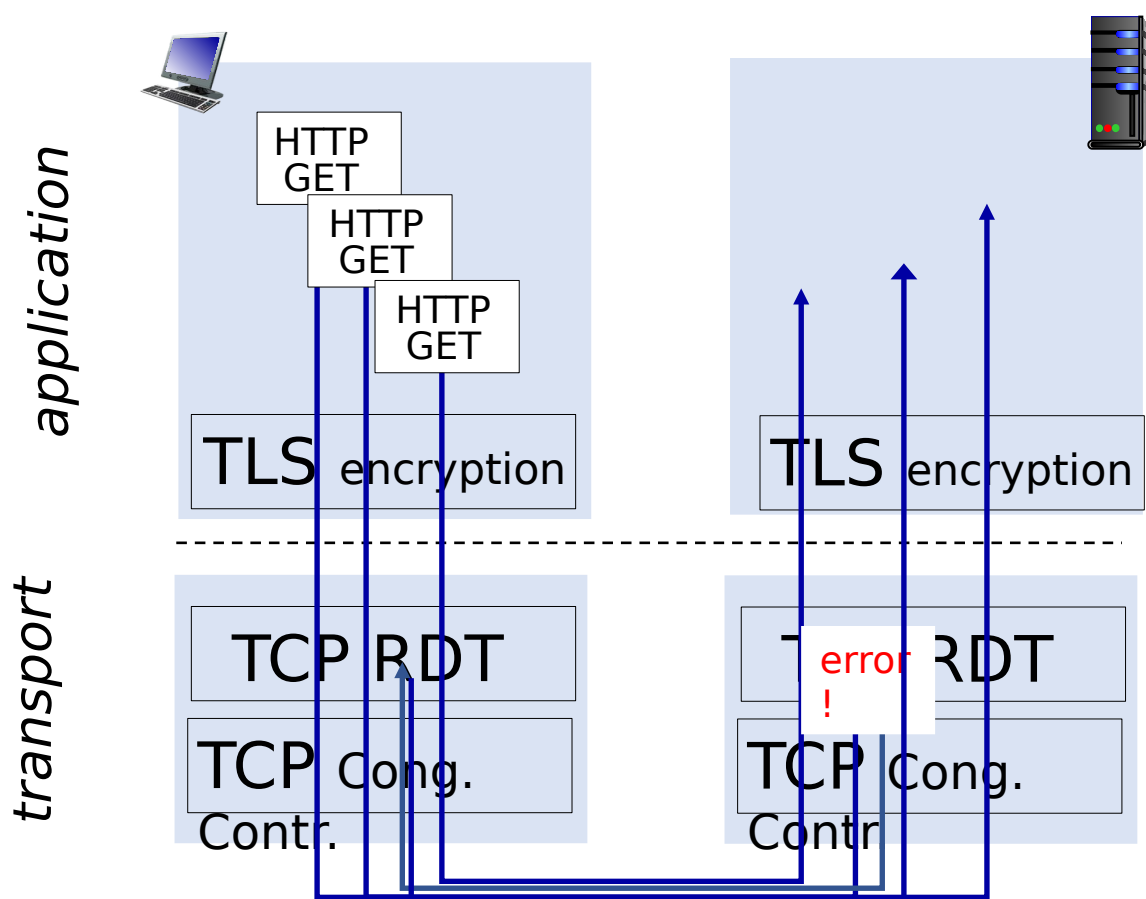 application
HTTP
GET
HTTP
GET
HTTP
GET
TLS encryption
TLS encryption
transport
TCP RDT
TCP Cong.
Contr.
error
!
RDT
TCP Cong.
Contr.